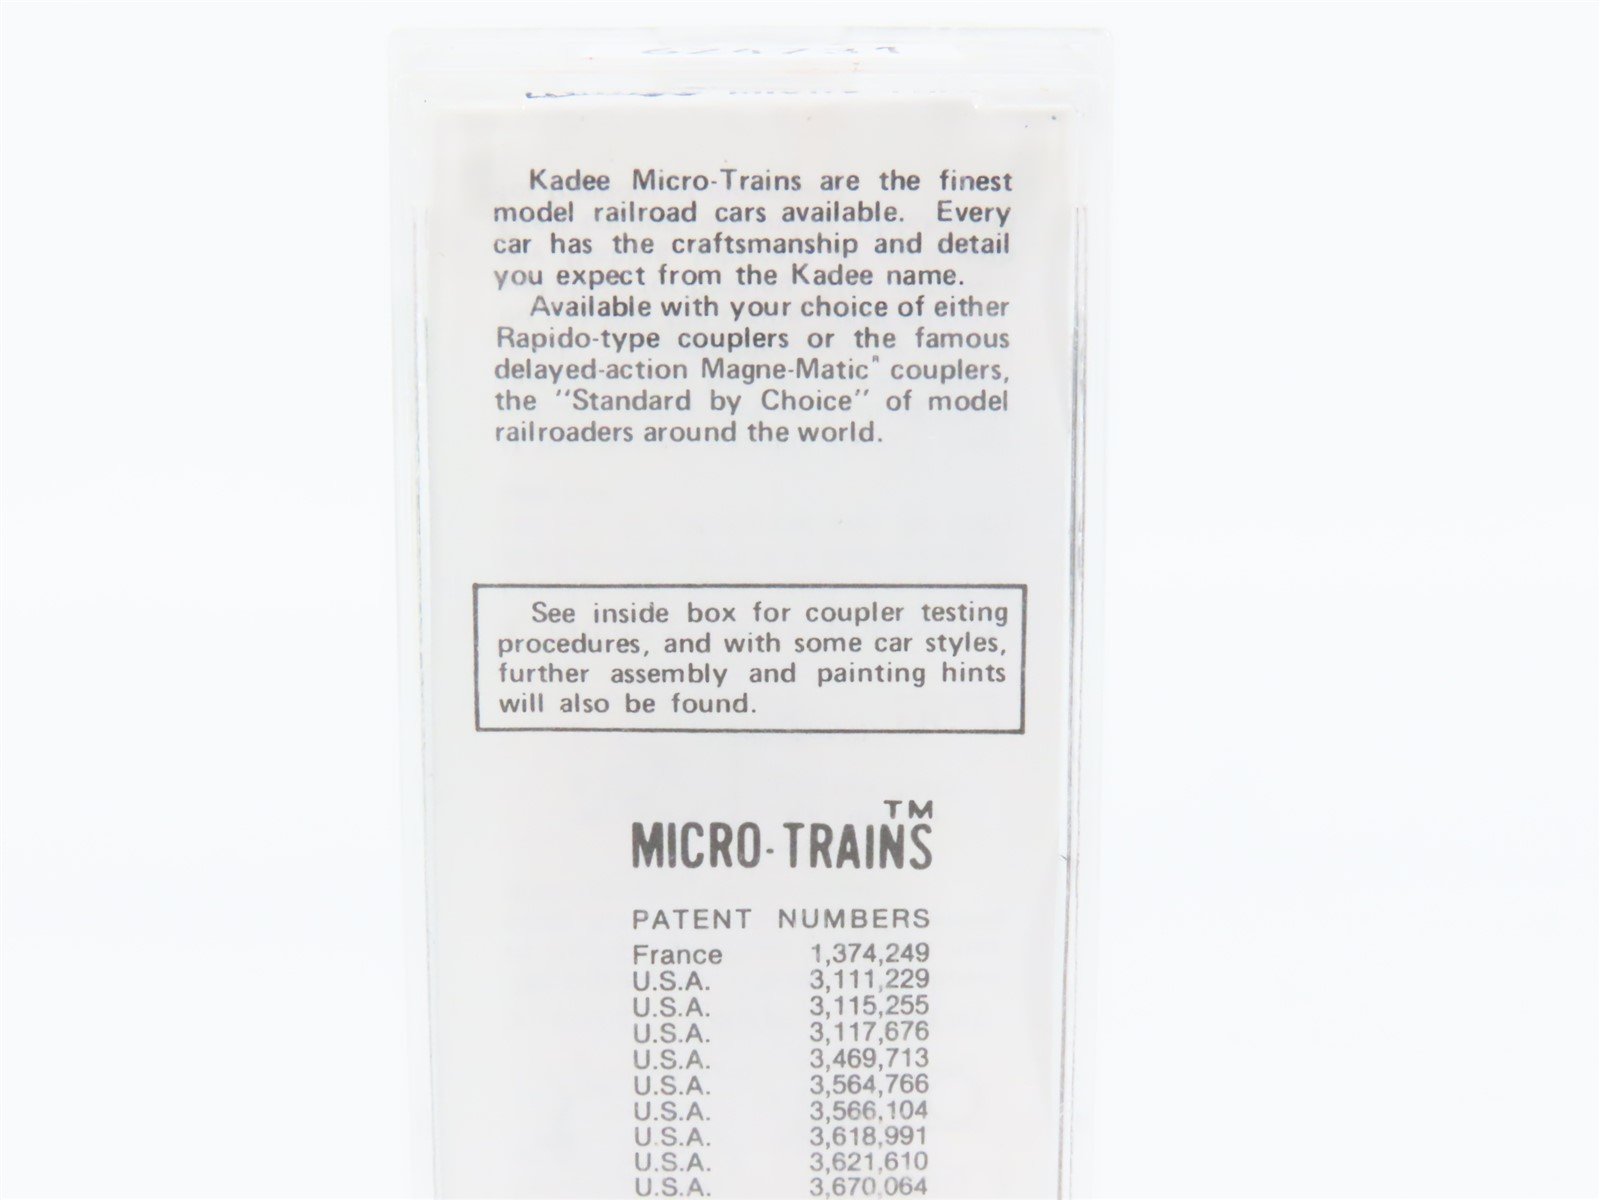 Kadee Micro-Trains are the finest
model railroad cars available. Every
car has the craftsmanship and detail
you expect from the Kadee name.
Available with your choice of either
Rapido-type couplers or the famous
delayed-action Magne-Matic® couplers,
the "Standard by Choice" of model
railroaders around the world.
See inside box for coupler testing
procedures, and with some car styles,
further assembly and painting hints
will also be found.
MICRO-TRAINS™
PATENT NUMBERS
France 1,374,249
U.S.A. 3,111,229
U.S.A. 3,115,255
U.S.A. 3,117,676
U.S.A. 3,469,713
U.S.A. 3,564,766
U.S.A. 3,566,104
U.S.A. 3,618,991
U.S.A. 3,621,610
U.S.A. 3,670,064